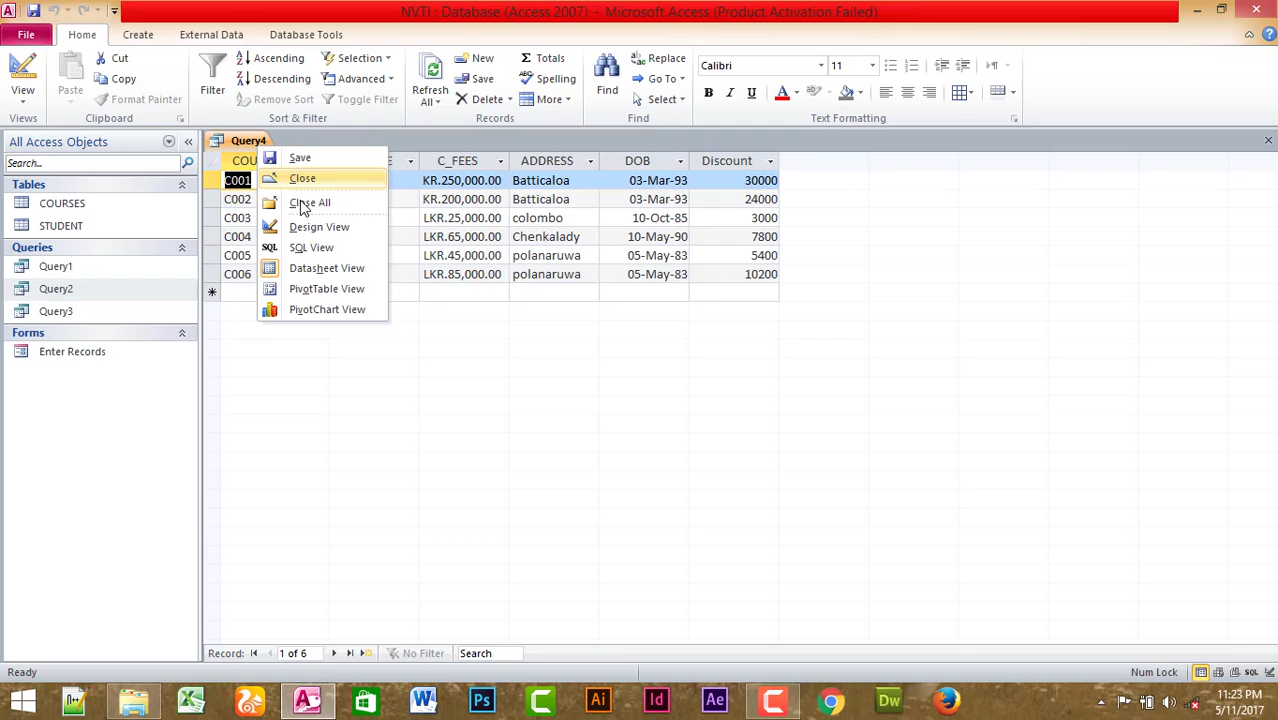 NVTI : Database (Access 2007) – Microsoft Access (Product Activation Failed)
File Home Create External Data Database Tools
View
Views
Paste
Cut
Copy
Format Painter
Clipboard
Filter
Ascending
Descending
Remove Sort
Selection
Advanced
Toggle Filter
Sort & Filter
Refresh All
New
Save
Delete
Totals
Spelling
More
Records
Find
Replace
Go To
Select
Find
Calibri 11
B I U A
Text Formatting
All Access Objects
Search...
Tables
COURSES
STUDENT
Queries
Query1
Query2
Query3
Forms
Enter Records
Query4
COU E C_FEES ADDRESS DOB Discount
C001 KR.250,000.00 Batticaloa 03-Mar-93 30000
C002 KR.200,000.00 Batticaloa 03-Mar-93 24000
C003 LKR.25,000.00 colombo 10-Oct-85 3000
C004 LKR.65,000.00 Chenkalady 10-May-90 7800
C005 LKR.45,000.00 polanaruwa 05-May-83 5400
C006 LKR.85,000.00 polanaruwa 05-May-83 10200
Save
Close
Close All
Design View
SQL SQL View
Datasheet View
PivotTable View
PivotChart View
Record: 1 of 6 No Filter Search
Ready Num Lock SQL
Ps Ai Id Ae Dw
11:23 PM
5/11/2017